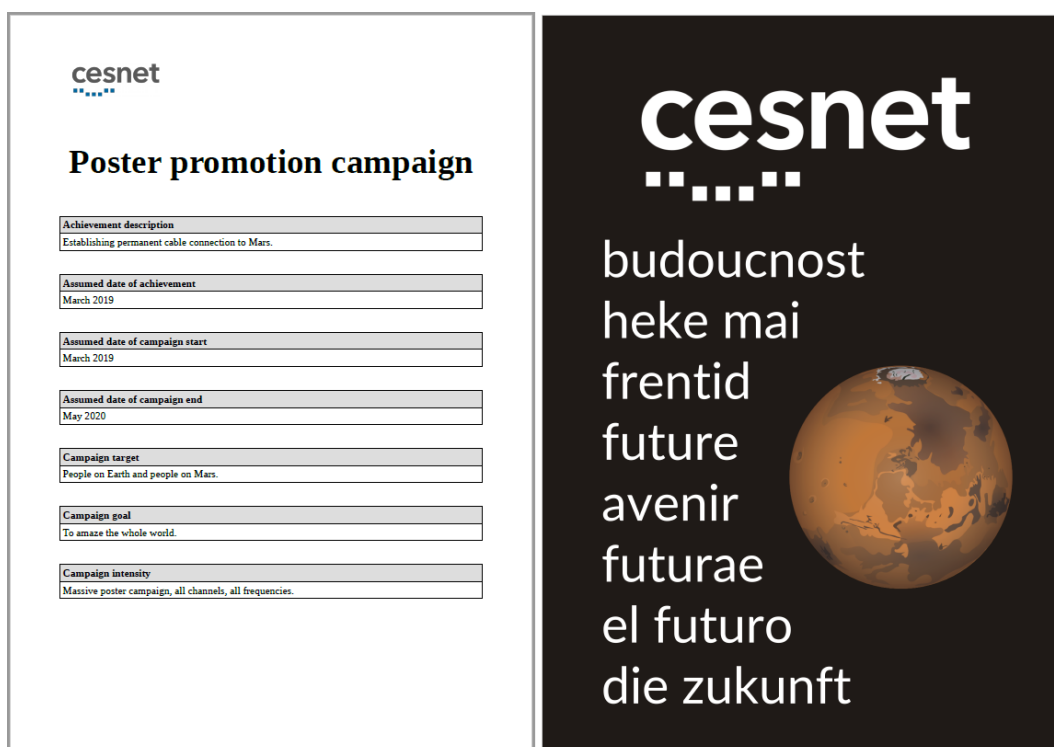 cesnet
Poster promotion campaign
Achievement description
Establishing permanent cable connection to Mars.
Assumed date of achievement
March 2019
Assumed date of campaign start
March 2019
Assumed date of campaign end
May 2020
Campaign target
People on Earth and people on Mars.
Campaign goal
To amaze the whole world.
Campaign intensity
Massive poster campaign, all channels, all frequencies.
cesnet
budoucnost
heke mai
frentid
future
avenir
futurae
el futuro
die zukunft